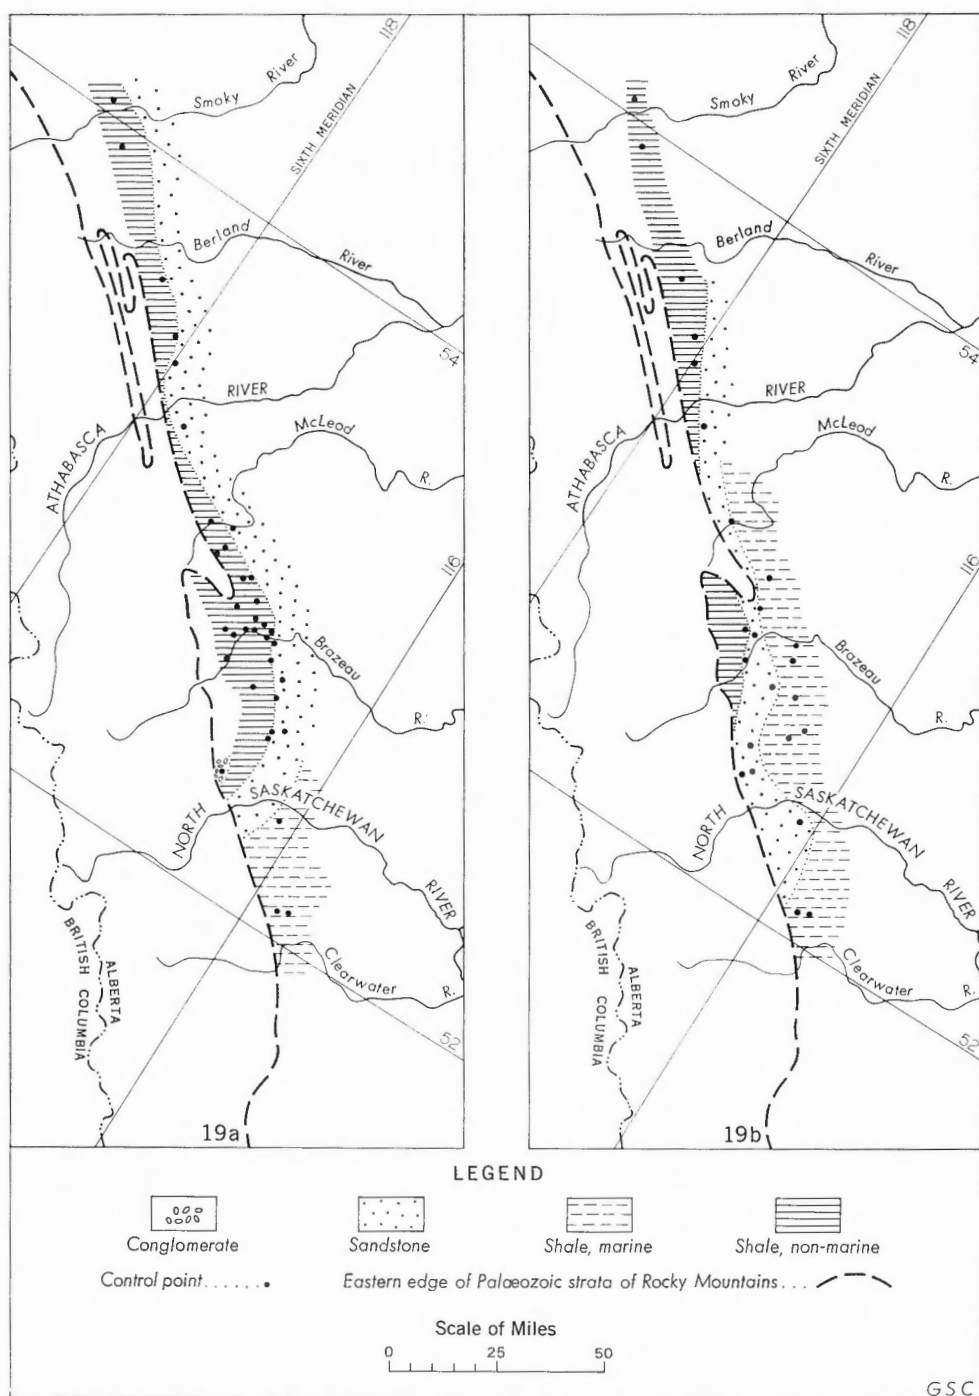 118
River
Smoky
SIXTH MERIDIAN
Berland
River
54
RIVER
McLeod
ATHABASCA
R.
116
Brazeau
R.
SASKATCHEWAN
NORTH
RIVER
BRITISH COLUMBIA
ALBERTA
Clearwater
R.
52
19a
118
River
Smoky
SIXTH MERIDIAN
Berland
River
54
RIVER
McLeod
ATHABASCA
R.
116
Brazeau
R.
SASKATCHEWAN
NORTH
RIVER
BRITISH COLUMBIA
ALBERTA
Clearwater
R.
52
19b
LEGEND
Conglomerate
Sandstone
Shale, marine
Shale, non-marine
Control point.......
Eastern edge of Palæozoic strata of Rocky Mountains...
Scale of Miles
0 25 50
GSC